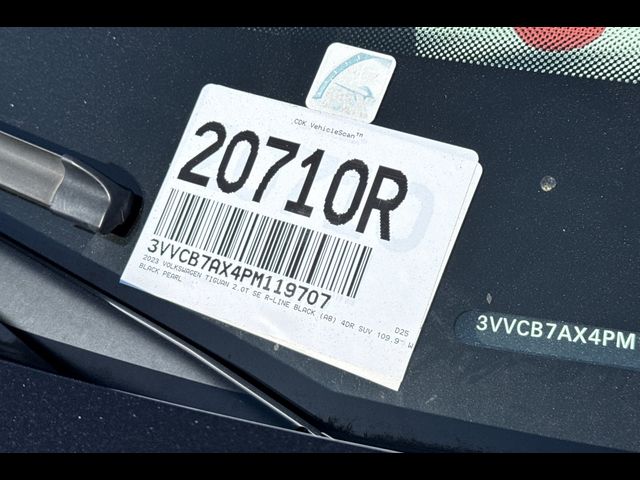 CDK VehicleScan™
20710R
3VVCB7AX4PM119707
2023 VOLKSWAGEN TIGUAN 2.0T SE R-LINE BLACK (A8) 4DR SUV 109.9" W
BLACK PEARL
D25
3VVCB7AX4PM